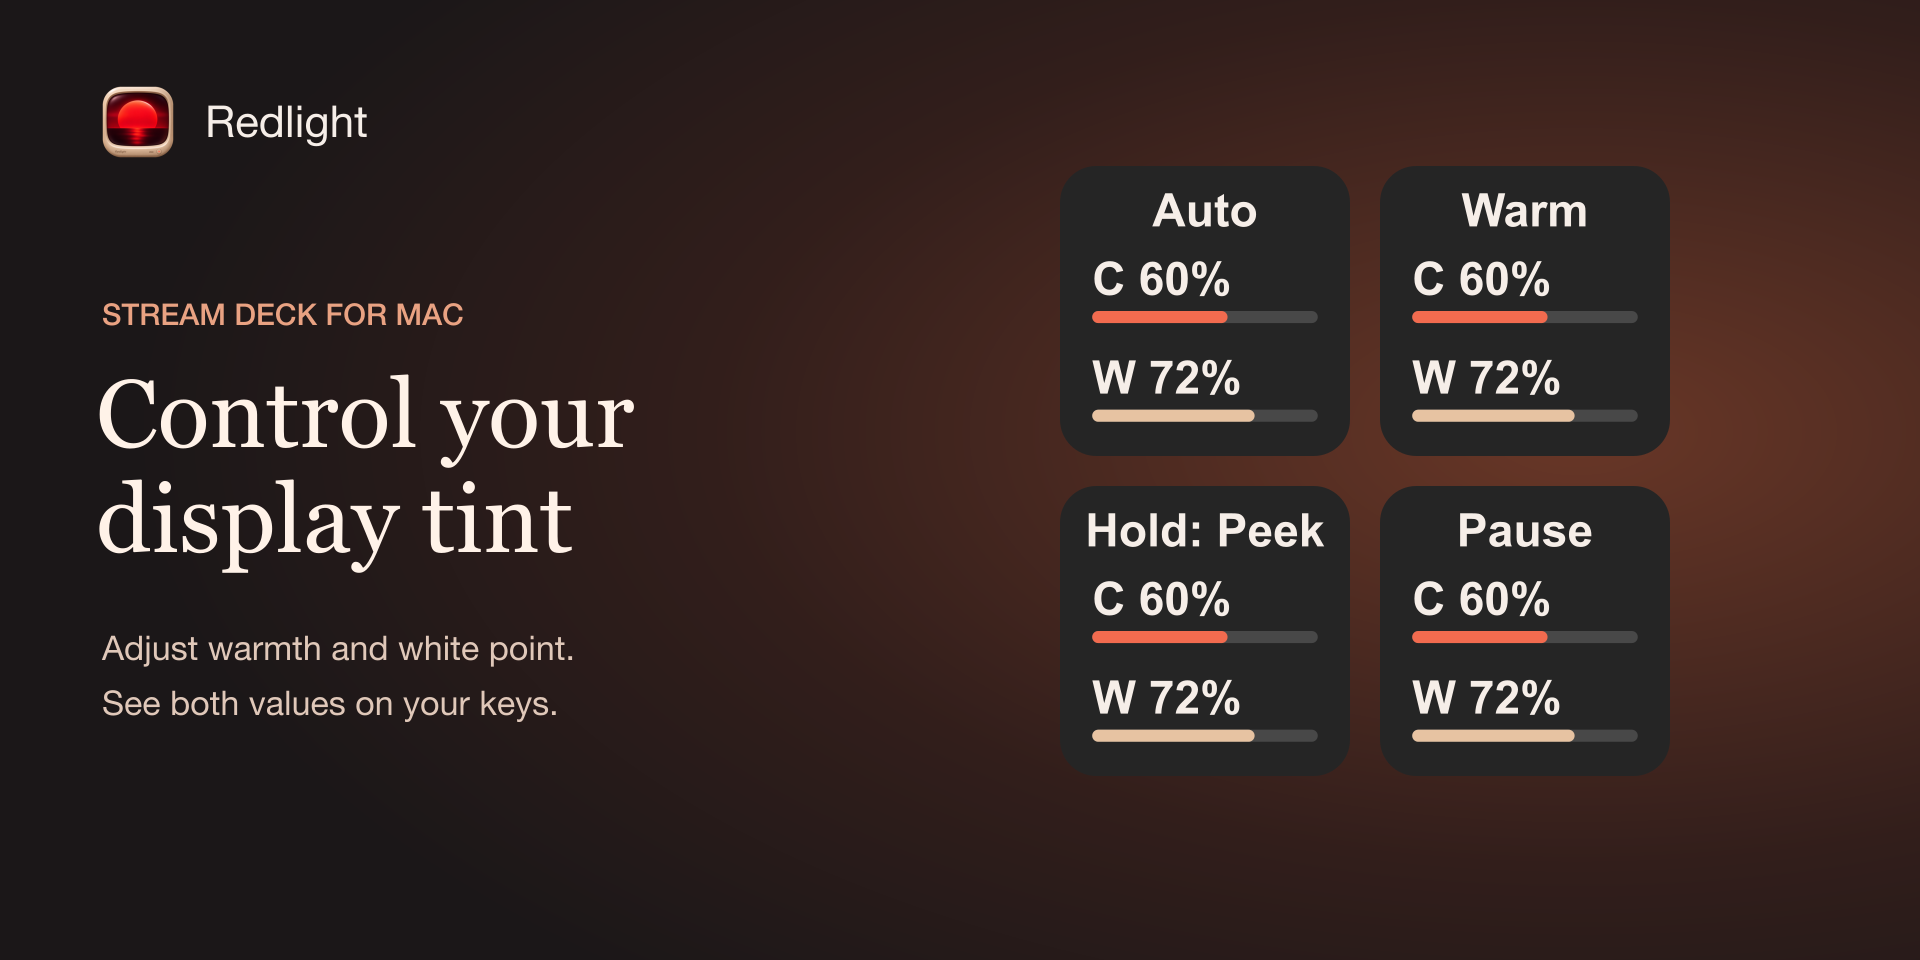 Redlight
STREAM DECK FOR MAC
Control your
display tint
Adjust warmth and white point.
See both values on your keys.
Auto
C 60%
W 72%
Warm
C 60%
W 72%
Hold: Peek
C 60%
W 72%
Pause
C 60%
W 72%